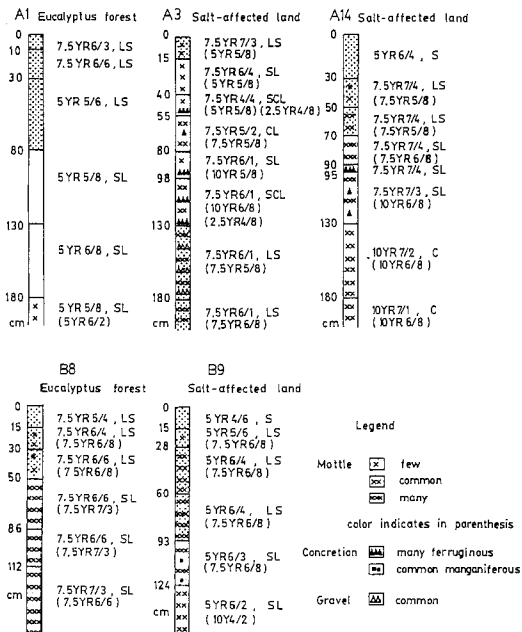 A1 Eucalyptus forest
0
10
30
80
130
180
cm
7.5YR6/3, LS
7.5YR6/6, LS
5YR5/6, LS
5YR5/8, SL
5YR6/8, SL
5YR5/8, SL
(5YR6/2)
A3 Salt-affected land
0
15
40
55
80
98
130
180
cm
7.5YR7/3, LS
(5YR5/8)
7.5YR6/4, SL
(5YR5/8)
7.5YR4/4, SCL
(5YR5/8)(2.5YR4/8)
7.5YR5/2, CL
(7.5YR5/8)
7.5YR6/1, SL
(10YR5/8)
7.5YR6/1, SCL
(10YR6/8)
(2.5YR4/8)
7.5YR6/1, LS
(7.5YR5/8)
7.5YR6/1, LS
(7.5YR6/8)
A14 Salt-affected land
0
30
50
70
90
95
130
180
cm
5YR6/4, S
7.5YR7/4, LS
(7.5YR5/8)
7.5YR7/4, LS
(7.5YR5/8)
7.5YR7/4, SL
(7.5YR6/8)
7.5YR7/4, SL
7.5YR7/3, SL
(10YR6/8)
10YR7/2, C
(10YR6/8)
10YR7/1, C
(10YR6/8)
B8
Eucalyptus forest
0
15
30
50
86
112
cm
7.5YR5/4, LS
7.5YR6/4, LS
(7.5YR6/8)
7.5YR6/6, LS
(7.5YR6/8)
7.5YR6/6, SL
(7.5YR7/3)
7.5YR6/6, SL
(7.5YR7/3)
7.5YR7/3, SL
(7.5YR6/6)
B9
Salt-affected land
0
15
28
60
93
124
cm
5YR4/6, S
5YR5/6, LS
(7.5YR6/8)
5YR6/4, LS
(7.5YR6/8)
5YR6/4, LS
(7.5YR6/8)
5YR6/3, SL
(7.5YR6/8)
5YR6/2, SL
(10Y4/2)
Legend
Mottle few
common
many
color indicates in parenthesis
Concretion many ferruginous
common manganiferous
Gravel common